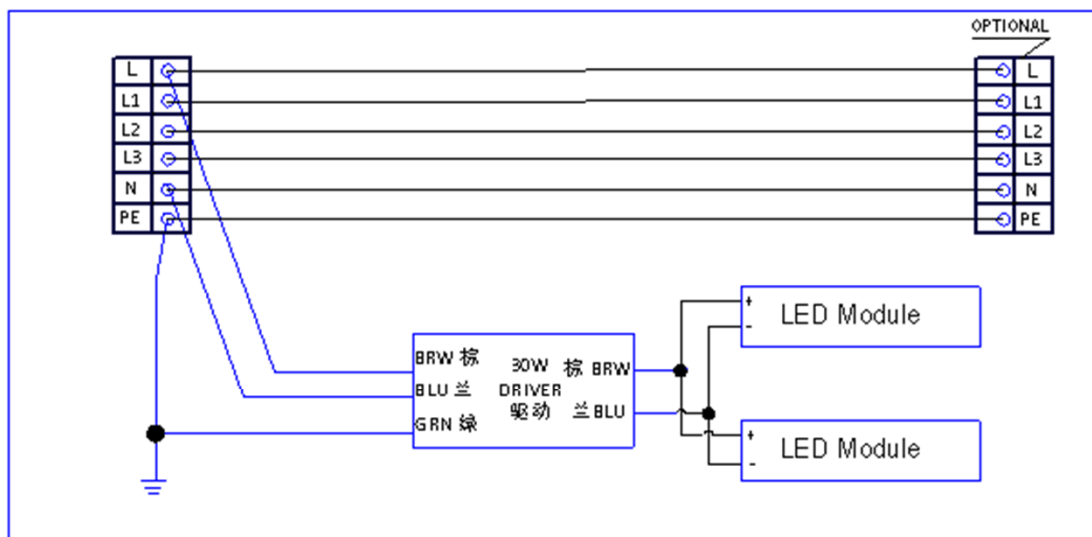 OPTIONAL
L
L1
L2
L3
N
PE
L
L1
L2
L3
N
PE
+
-
LED Module
BRW 棕
BLU 兰
GRN 绿
30W
DRIVER
驱动
棕 BRW
兰 BLU
+
-
LED Module